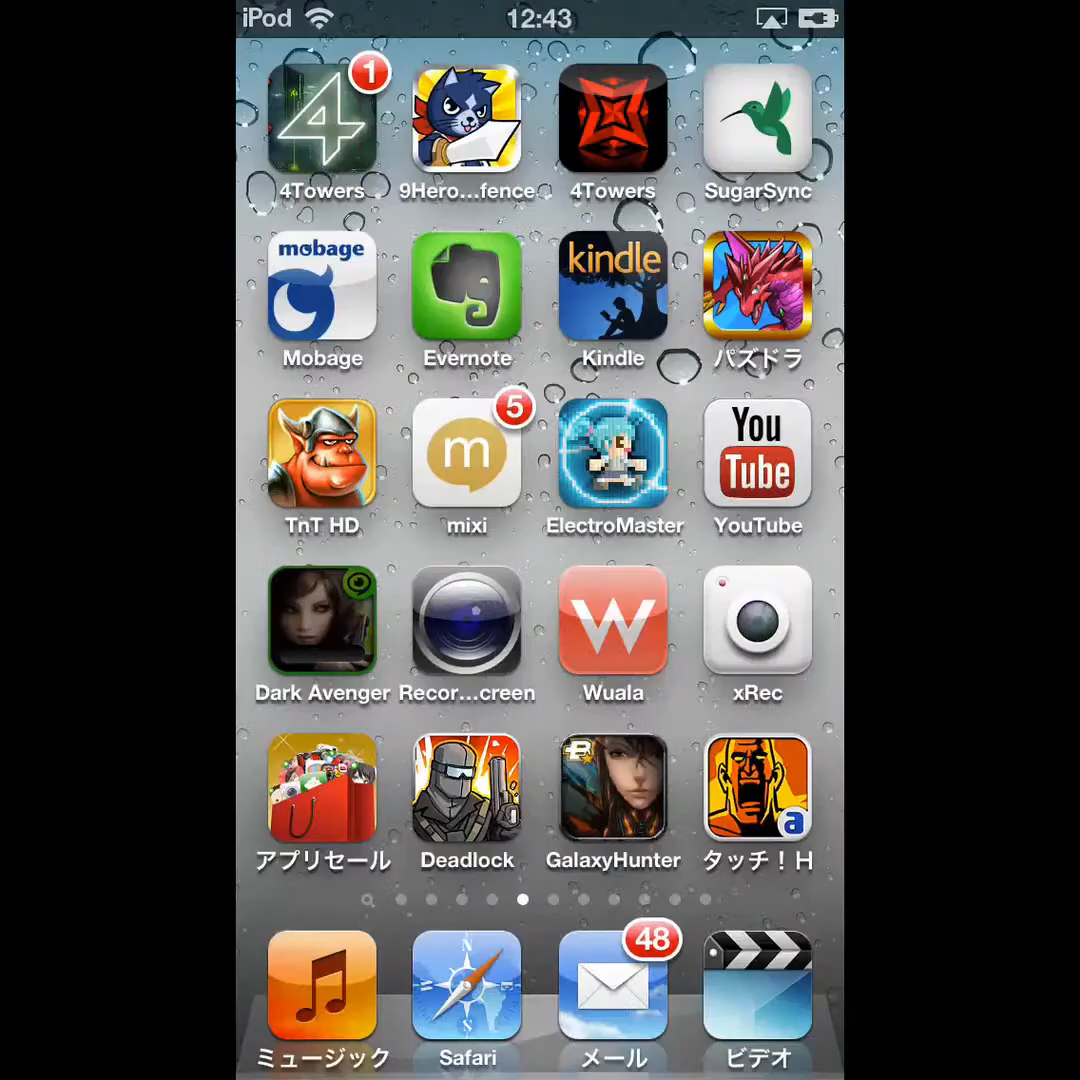 iPod 12:43
1
4Towers 9Hero...fence 4Towers SugarSync
mobage
kindle
Mobage Evernote Kindle パズドラ
5
m
You
Tube
TnT HD mixi ElectroMaster YouTube
W
Dark Avenger Recor...creen Wuala xRec
B
a
アプリセール Deadlock GalaxyHunter タッチ！H
48
N
S
ミュージック Safari メール ビデオ